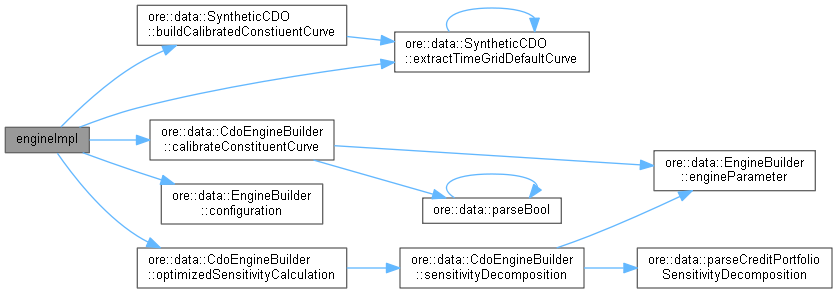 ore::data::SyntheticCDO
::buildCalibratedConstiuentCurve
ore::data::SyntheticCDO
::extractTimeGridDefaultCurve
engineImpl
ore::data::CdoEngineBuilder
::calibrateConstituentCurve
ore::data::EngineBuilder
::engineParameter
ore::data::EngineBuilder
::configuration
ore::data::parseBool
ore::data::CdoEngineBuilder
::optimizedSensitivityCalculation
ore::data::CdoEngineBuilder
::sensitivityDecomposition
ore::data::parseCreditPortfolio
SensitivityDecomposition